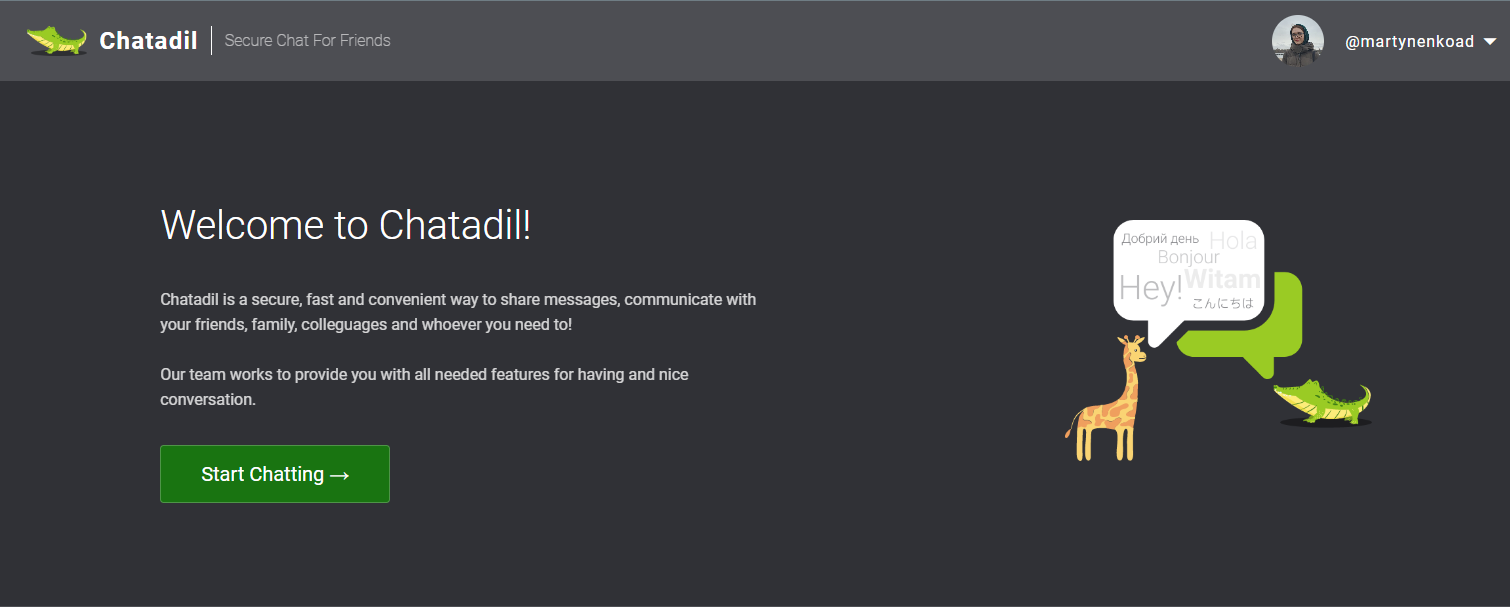 Chatadil
Secure Chat For Friends
@martynenkoad
Welcome to Chatadil!
Chatadil is a secure, fast and convenient way to share messages, communicate with
your friends, family, colleguages and whoever you need to!
Our team works to provide you with all needed features for having and nice
conversation.
Start Chatting →
Добрий день
Hola
Bonjour
Hey!
Witam
こんにちは